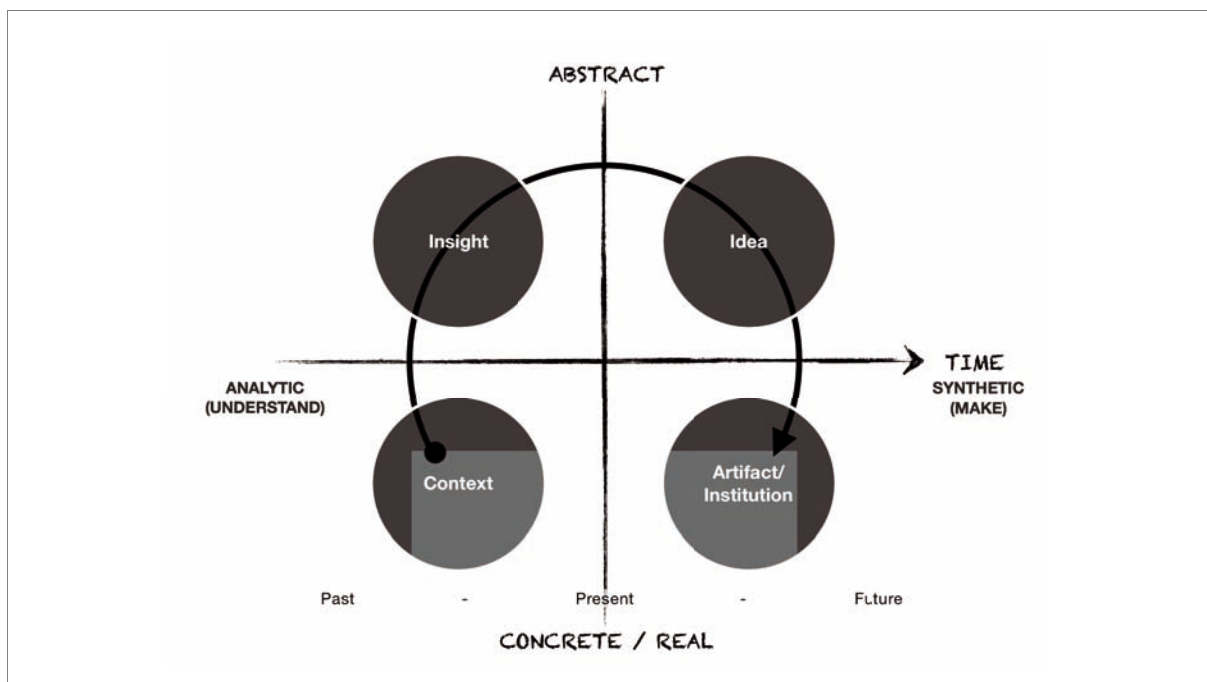 ABSTRACT
Insight
Idea
TIME
ANALYTIC
(UNDERSTAND)
SYNTHETIC
(MAKE)
Context
Artifact/
Institution
Past - Present - Future
CONCRETE / REAL